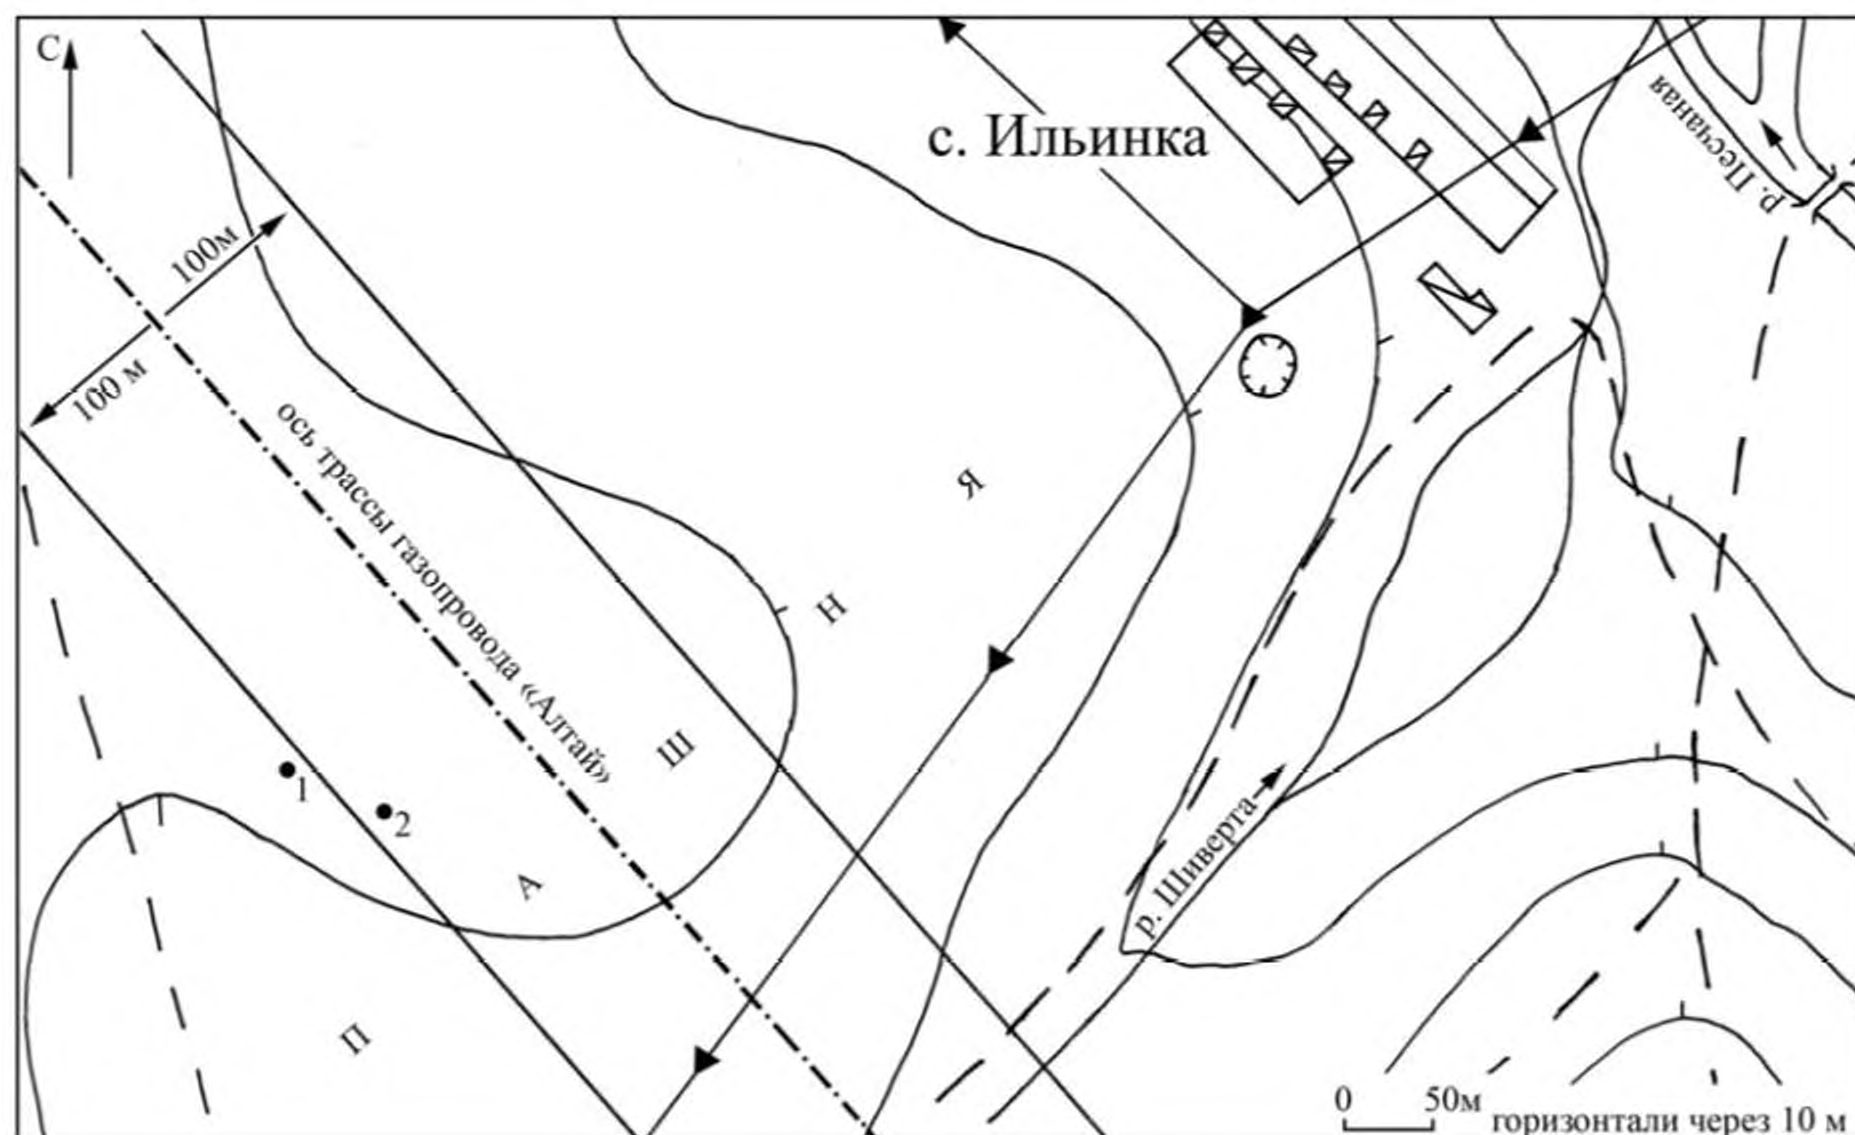 С
с. Ильинка
р. Песчаная
100м
100 м
ось трассы газопровода «Алтай»
Я
Н
Ш
А
П
1
2
р. Шиверта
0 50м
горизонтали через 10 м